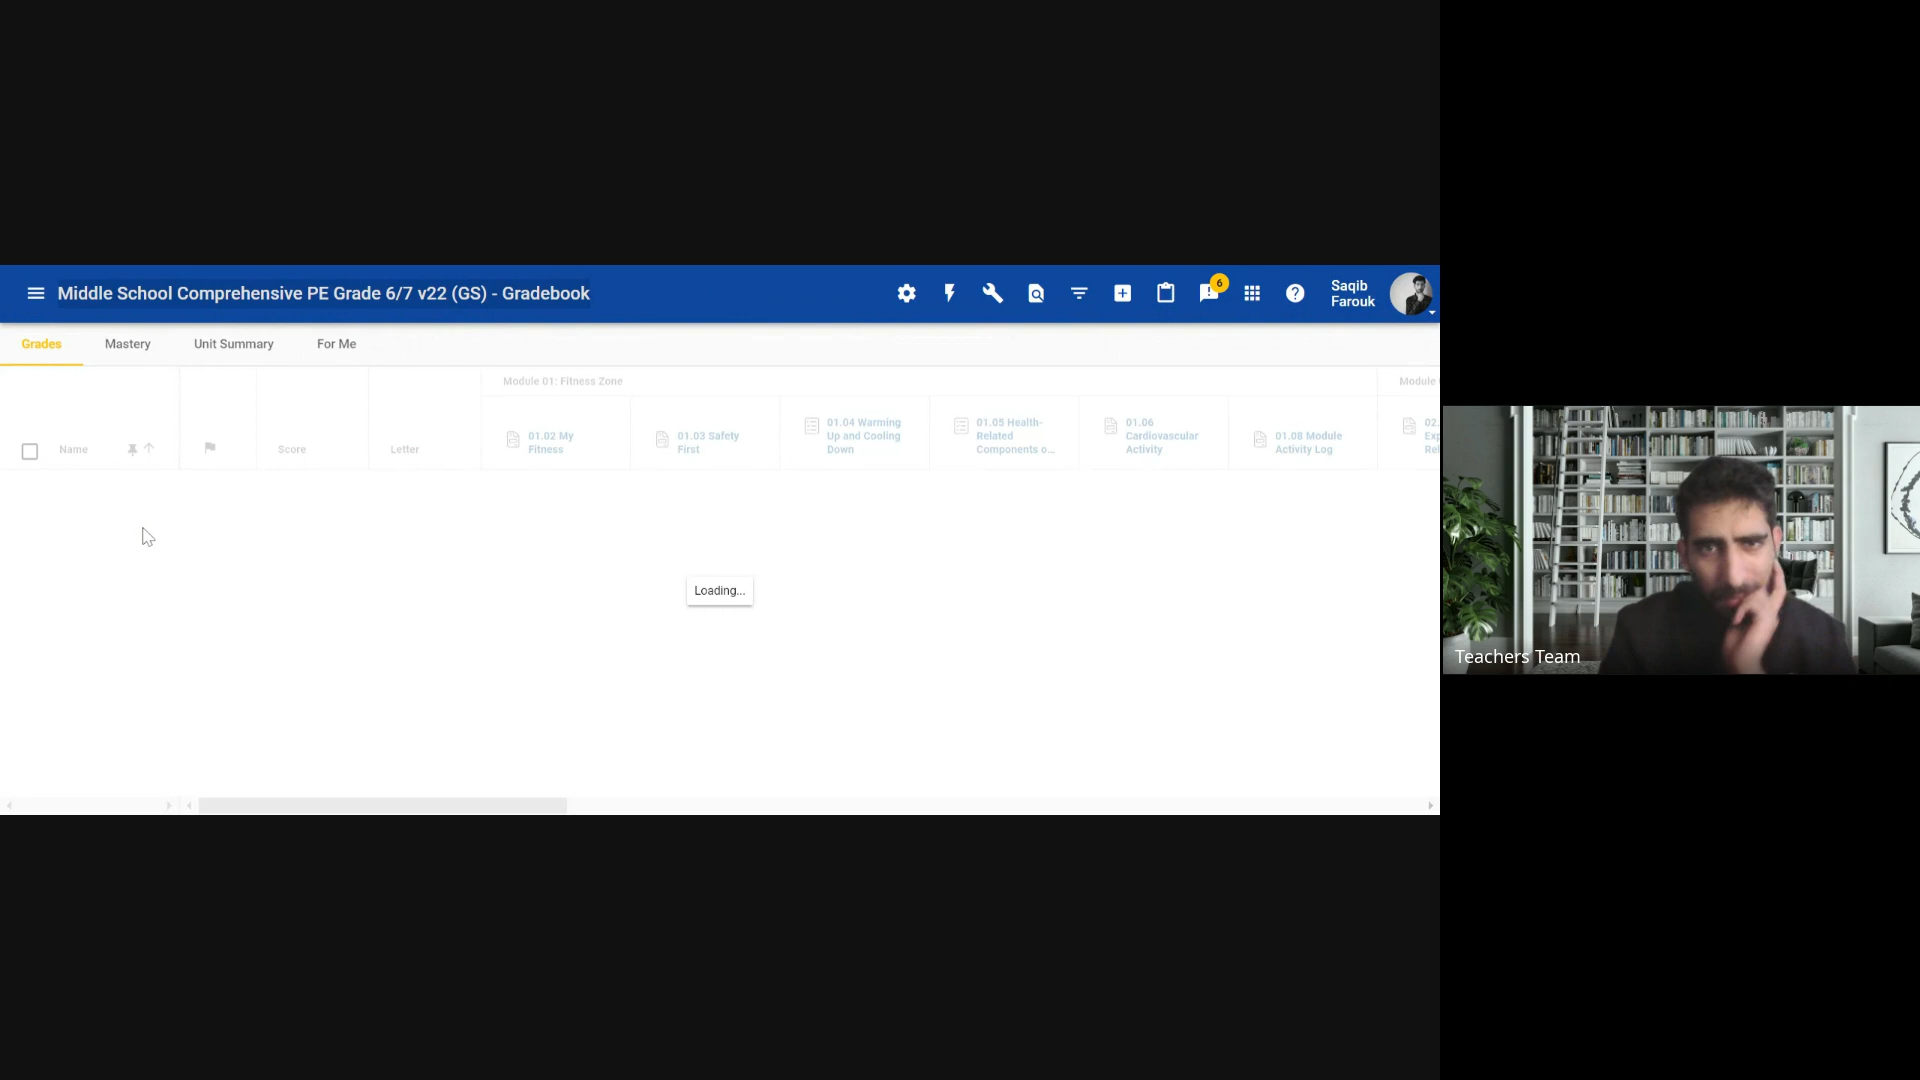 Middle School Comprehensive PE Grade 6/7 v22 (GS) - Gradebook
6
Saqib
Farouk
Grades
Mastery
Unit Summary
For Me
Module 01: Fitness Zone
Module
Name
Score
Letter
01.02 My
Fitness
01.03 Safety
First
01.04 Warming
Up and Cooling
Down
01.05 Health-
Related
Components o...
01.06
Cardiovascular
Activity
01.08 Module
Activity Log
02.
Exp
Rel
Loading...
Teachers Team